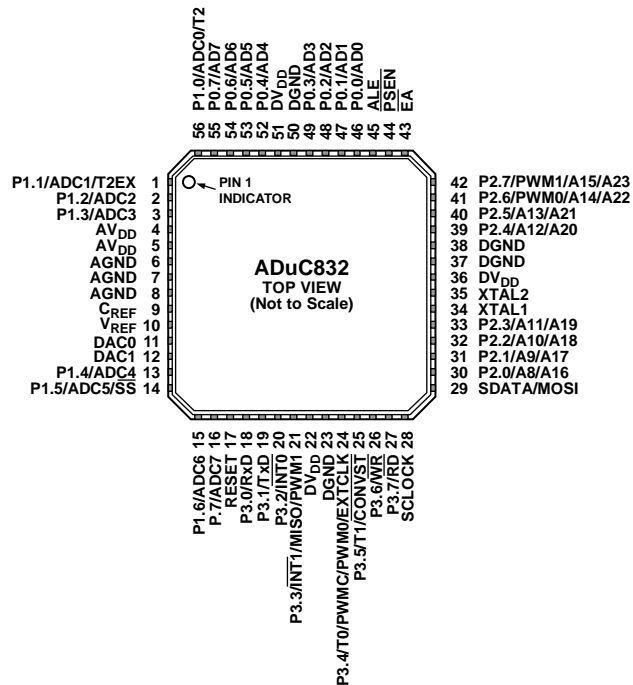 56 P1.0/ADC0/T2
55 P0.7/AD7
54 P0.6/AD6
53 P0.5/AD5
52 P0.4/AD4
51 DVDD
50 DGND
49 P0.3/AD3
48 P0.2/AD2
47 P0.1/AD1
46 P0.0/AD0
45 ALE
44 PSEN
43 EA
P1.1/ADC1/T2EX 1
P1.2/ADC2 2
P1.3/ADC3 3
AVDD 4
AVDD 5
AGND 6
AGND 7
AGND 8
CREF 9
VREF 10
DAC0 11
DAC1 12
P1.4/ADC4 13
P1.5/ADC5/SS 14
PIN 1
INDICATOR
ADuC832
TOP VIEW
(Not to Scale)
42 P2.7/PWM1/A15/A23
41 P2.6/PWM0/A14/A22
40 P2.5/A13/A21
39 P2.4/A12/A20
38 DGND
37 DGND
36 DVDD
35 XTAL2
34 XTAL1
33 P2.3/A11/A19
32 P2.2/A10/A18
31 P2.1/A9/A17
30 P2.0/A8/A16
29 SDATA/MOSI
P1.6/ADC6 15
P.7/ADC7 16
RESET 17
P3.0/RxD 18
P3.1/TxD 19
P3.2/INT0 20
P3.3/INT1/MISO/PWM1 21
DVDD 22
DGND 23
P3.4/T0/PWMC/PWM0/EXTCLK 24
P3.5/T1/CONVST 25
P3.6/WR 26
P3.7/RD 27
SCLOCK 28